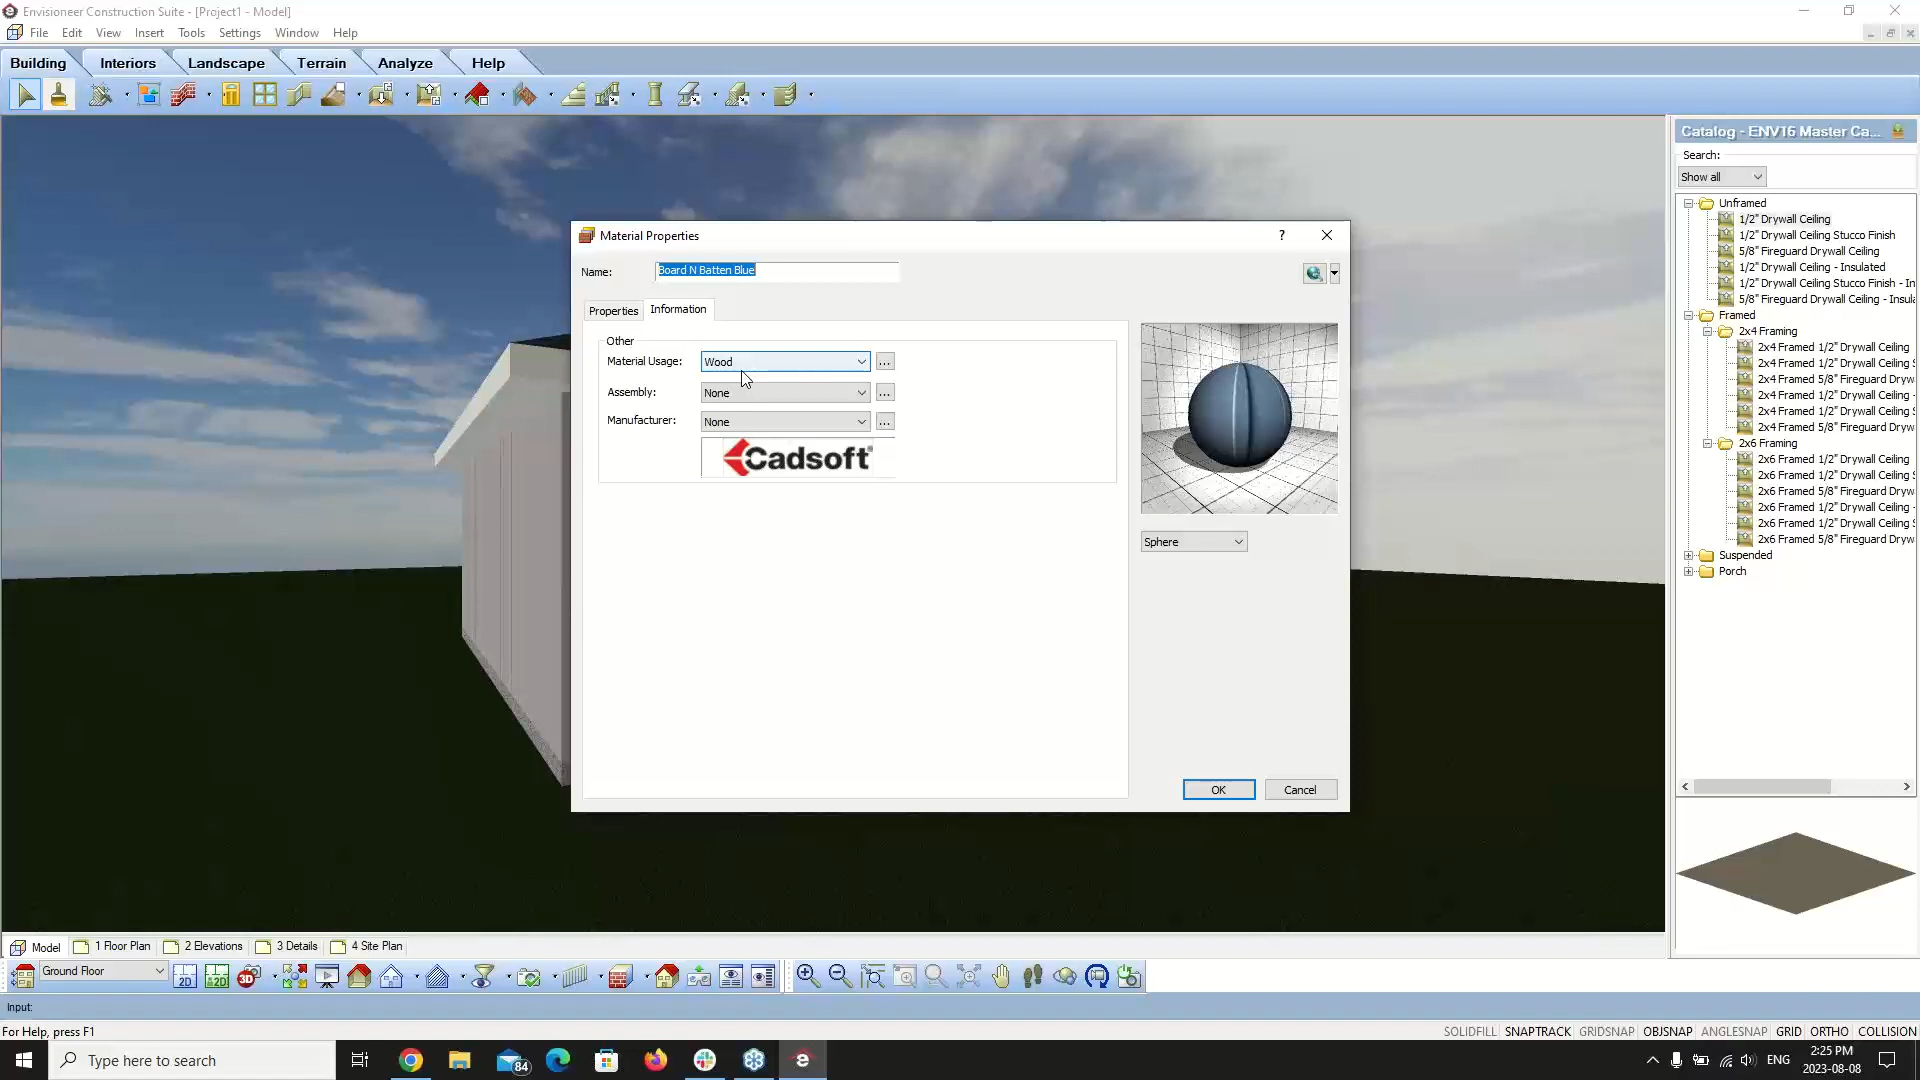 Envisioneer Construction Suite - [Project1 - Model]
File Edit View Insert Tools Settings Window Help
Building Interiors Landscape Terrain Analyze Help
Material Properties
?
Name: Board N Batten Blue
Properties Information
Other
Material Usage: Wood ...
Assembly: None ...
Manufacturer: None ...
Cadsoft
Sphere
OK Cancel
Catalog - ENV16 Master Ca...
Search:
Show all
Unframed
1/2" Drywall Ceiling
1/2" Drywall Ceiling Stucco Finish
5/8" Fireguard Drywall Ceiling
1/2" Drywall Ceiling - Insulated
1/2" Drywall Ceiling Stucco Finish - In
5/8" Fireguard Drywall Ceiling - Insula
Framed
2x4 Framing
2x4 Framed 1/2" Drywall Ceiling
2x4 Framed 1/2" Drywall Ceiling S
2x4 Framed 5/8" Fireguard Dryw
2x4 Framed 1/2" Drywall Ceiling -
2x4 Framed 1/2" Drywall Ceiling S
2x4 Framed 5/8" Fireguard Dryw
2x6 Framing
2x6 Framed 1/2" Drywall Ceiling
2x6 Framed 1/2" Drywall Ceiling S
2x6 Framed 5/8" Fireguard Dryw
2x6 Framed 1/2" Drywall Ceiling -
2x6 Framed 1/2" Drywall Ceiling S
2x6 Framed 5/8" Fireguard Dryw
Suspended
Porch
Model 1 Floor Plan 2 Elevations 3 Details 4 Site Plan
Ground Floor 2D 2D 3D
Input:
For Help, press F1
SOLIDFILL SNAPTRACK GRIDSNAP OBJSNAP ANGLESNAP GRID ORTHO COLLISION
Type here to search
84
ENG
2:25 PM
2023-08-08